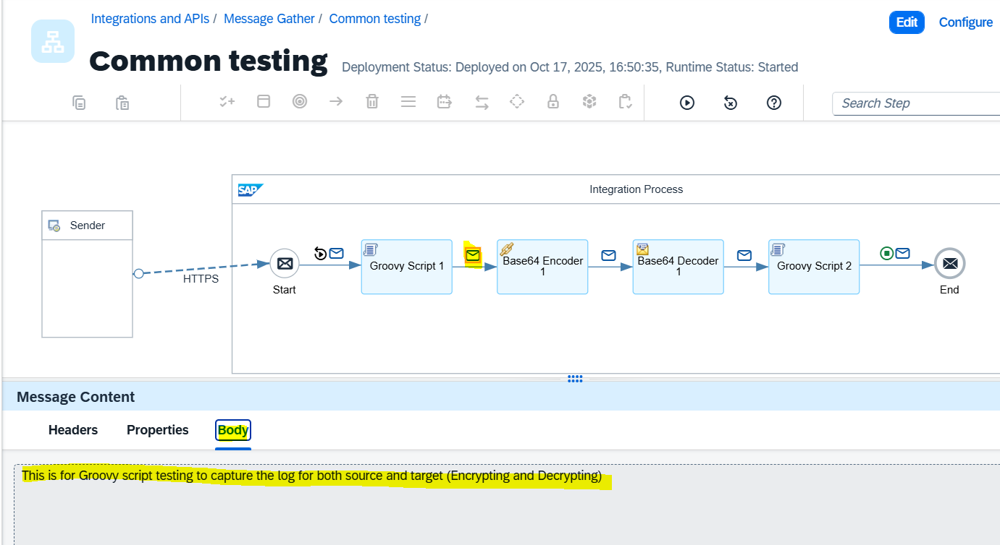 Integrations and APIs / Message Gather / Common testing /
Edit Configure
Common testing Deployment Status: Deployed on Oct 17, 2025, 16:50:35, Runtime Status: Started
Search Step
SAP Integration Process
Sender
HTTPS
Start
Groovy Script 1
Base64 Encoder
1
Base64 Decoder
1
Groovy Script 2
End
Message Content
Headers Properties Body
This is for Groovy script testing to capture the log for both source and target (Encrypting and Decrypting)